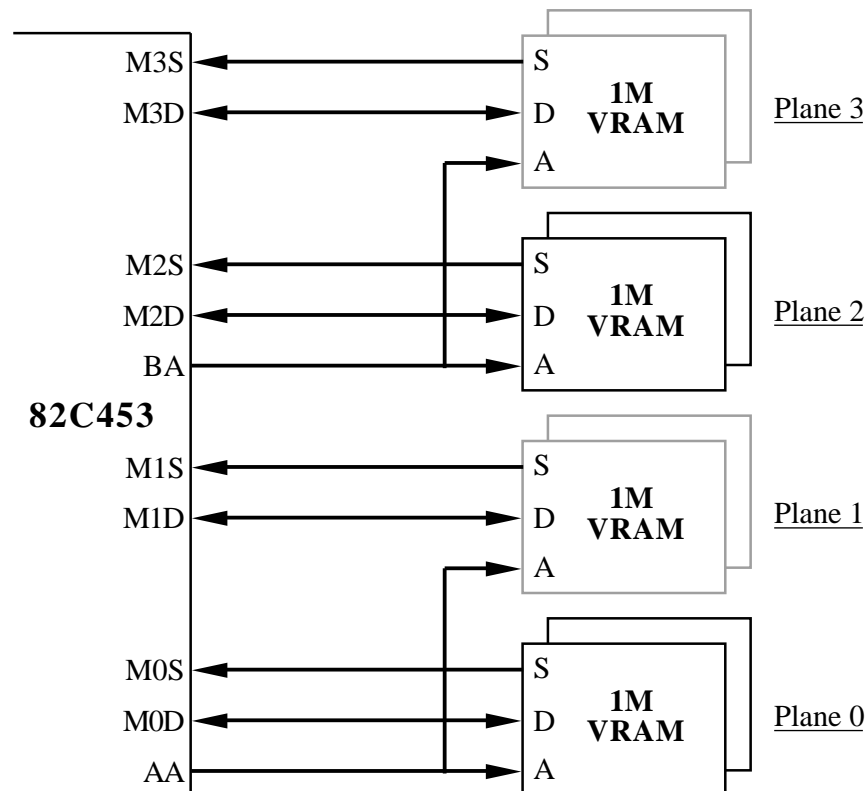 M3S
S
1M
VRAM
M3D
D
Plane 3
A
M2S
S
1M
VRAM
M2D
D
Plane 2
BA
A
82C453
M1S
S
1M
VRAM
M1D
D
Plane 1
A
M0S
S
1M
VRAM
M0D
D
Plane 0
AA
A